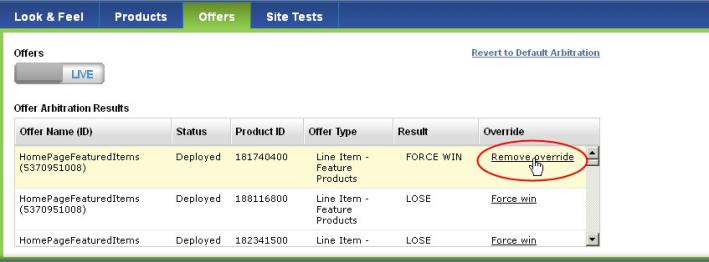 Look & Feel Products Offers Site Tests
Offers
Revert to Default Arbitration
LIVE
Offer Arbitration Results
Offer Name (ID) Status Product ID Offer Type Result Override
HomePageFeaturedItems Deployed 181740400 Line Item - FORCE WIN Remove override
(5370951008) Feature
Products
HomePageFeaturedItems Deployed 188116800 Line Item - LOSE Force win
(5370951008) Feature
Products
HomePageFeaturedItems Deployed 182341500 Line Item - LOSE Force win